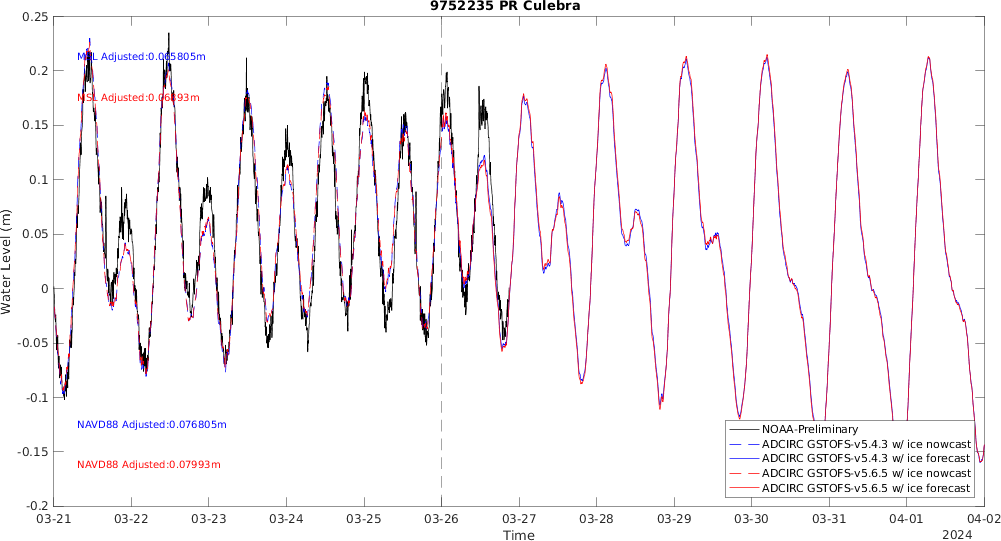 9752235 PR Culebra
0.25
0.2
0.15
0.1
0.05
0
-0.05
-0.1
-0.15
-0.2
Water Level (m)
MSL Adjusted:0.065805m
MSL Adjusted:0.06893m
NAVD88 Adjusted:0.076805m
NAVD88 Adjusted:0.07993m
NOAA-Preliminary
ADCIRC GSTOFS-v5.4.3 w/ ice nowcast
ADCIRC GSTOFS-v5.4.3 w/ ice forecast
ADCIRC GSTOFS-v5.6.5 w/ ice nowcast
ADCIRC GSTOFS-v5.6.5 w/ ice forecast
03-21 03-22 03-23 03-24 03-25 03-26 03-27 03-28 03-29 03-30 03-31 04-01 04-02
Time
2024